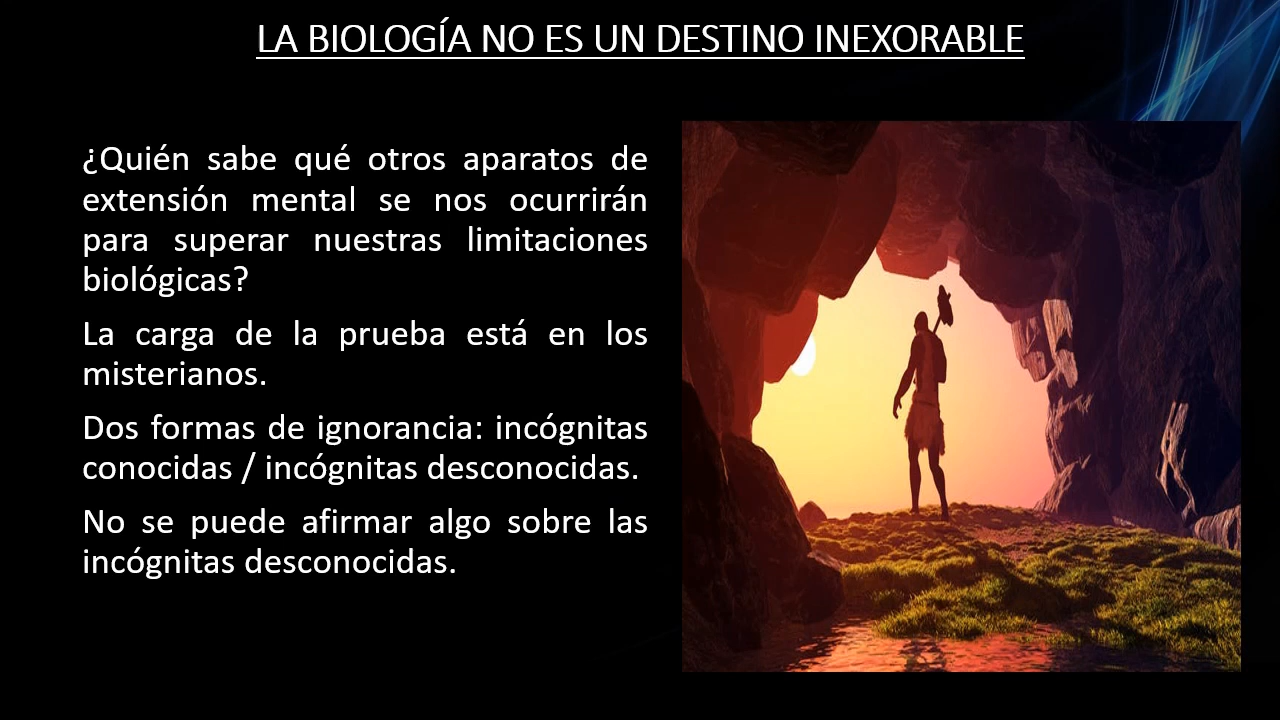 LA BIOLOGÍA NO ES UN DESTINO INEXORABLE
¿Quién sabe qué otros aparatos de
extensión mental se nos ocurrirán
para superar nuestras limitaciones
biológicas?
La carga de la prueba está en los
misterianos.
Dos formas de ignorancia: incógnitas
conocidas / incógnitas desconocidas.
No se puede afirmar algo sobre las
incógnitas desconocidas.